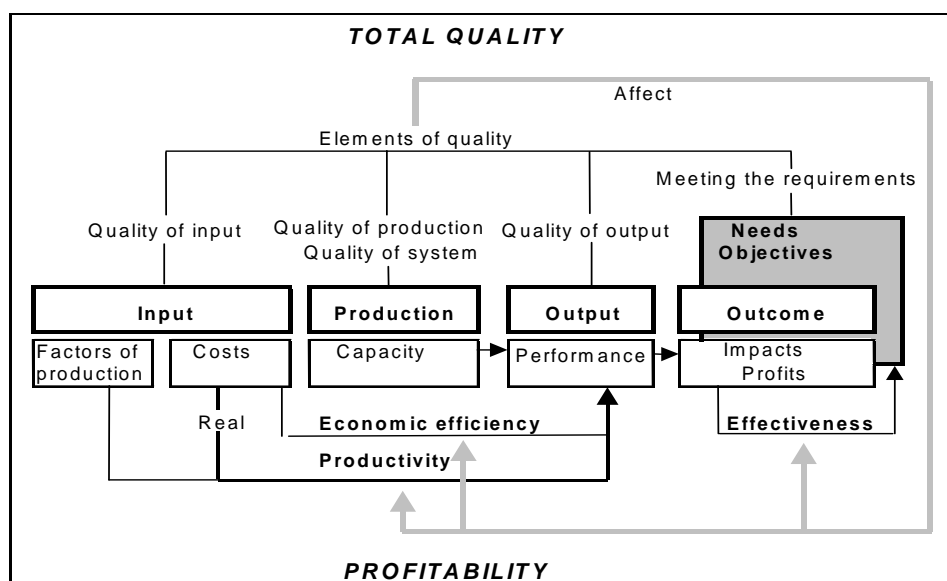 TOTAL QUALITY
Affect
Elements of quality
Meeting the requirements
Quality of input
Quality of production
Quality of system
Quality of output
Needs
Objectives
Input
Production
Output
Outcome
Factors of
production
Costs
Capacity
Performance
Impacts
Profits
Real
Economic efficiency
Effectiveness
Productivity
PROFITABILITY